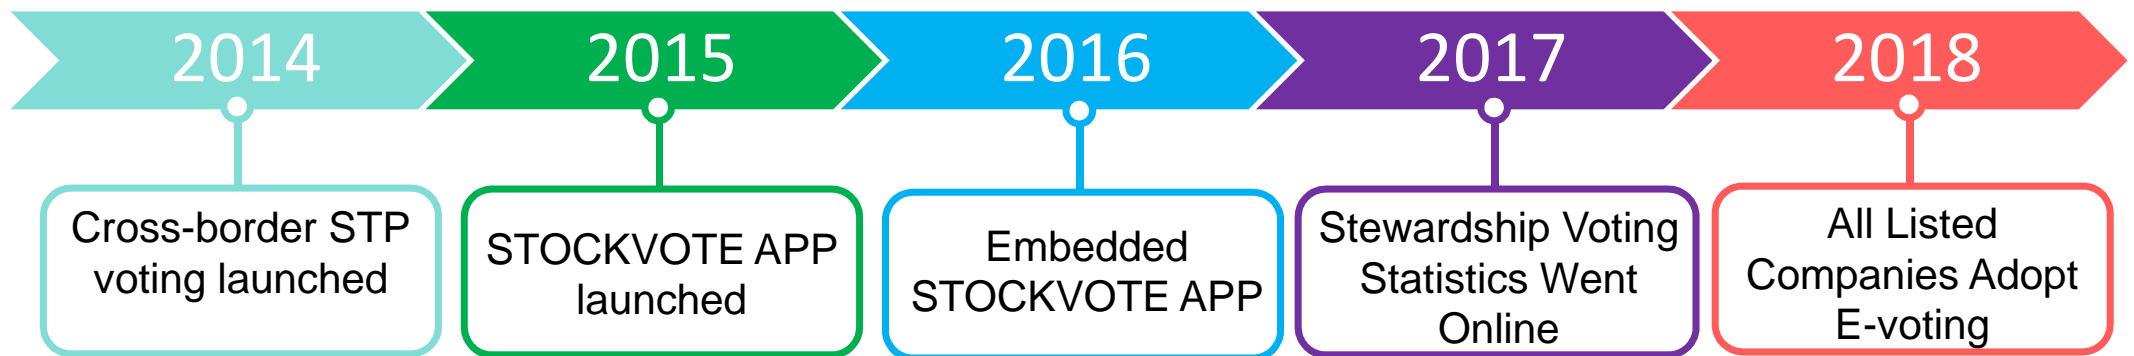 2014
2015
2016
2017
2018
Cross-border STP
voting launched
STOCKVOTE APP
launched
Embedded
STOCKVOTE APP
Stewardship Voting
Statistics Went
Online
All Listed
Companies Adopt
E-voting